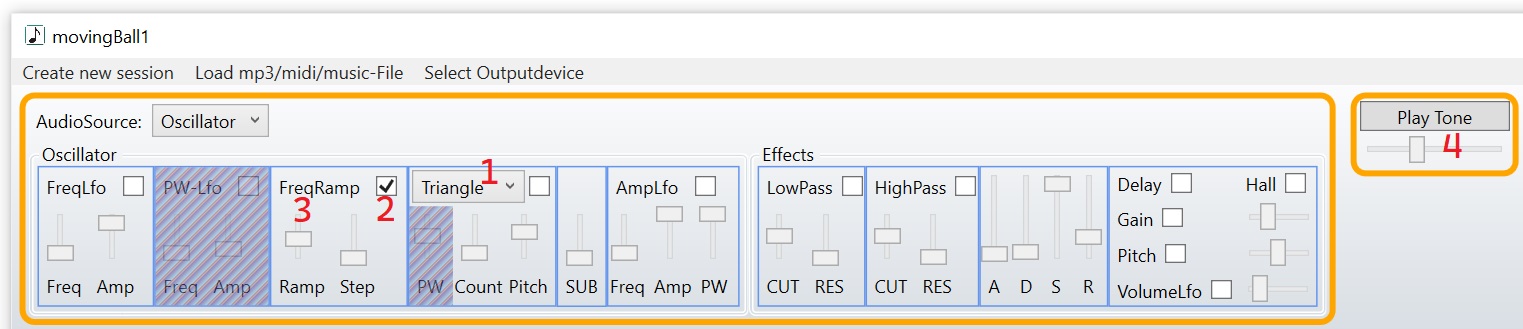 movingBall1
Create new session Load mp3/midi/music-File Select Outputdevice
AudioSource: Oscillator
Play Tone
4
Oscillator
Effects
FreqLfo
PW-Lfo
FreqRamp
2
3
Triangle
1
AmpLfo
LowPass
HighPass
Delay
Hall
Gain
Pitch
VolumeLfo
Freq Amp
Freq Amp
Ramp Step
PW Count Pitch
SUB
Freq Amp PW
CUT RES
CUT RES
A D S R